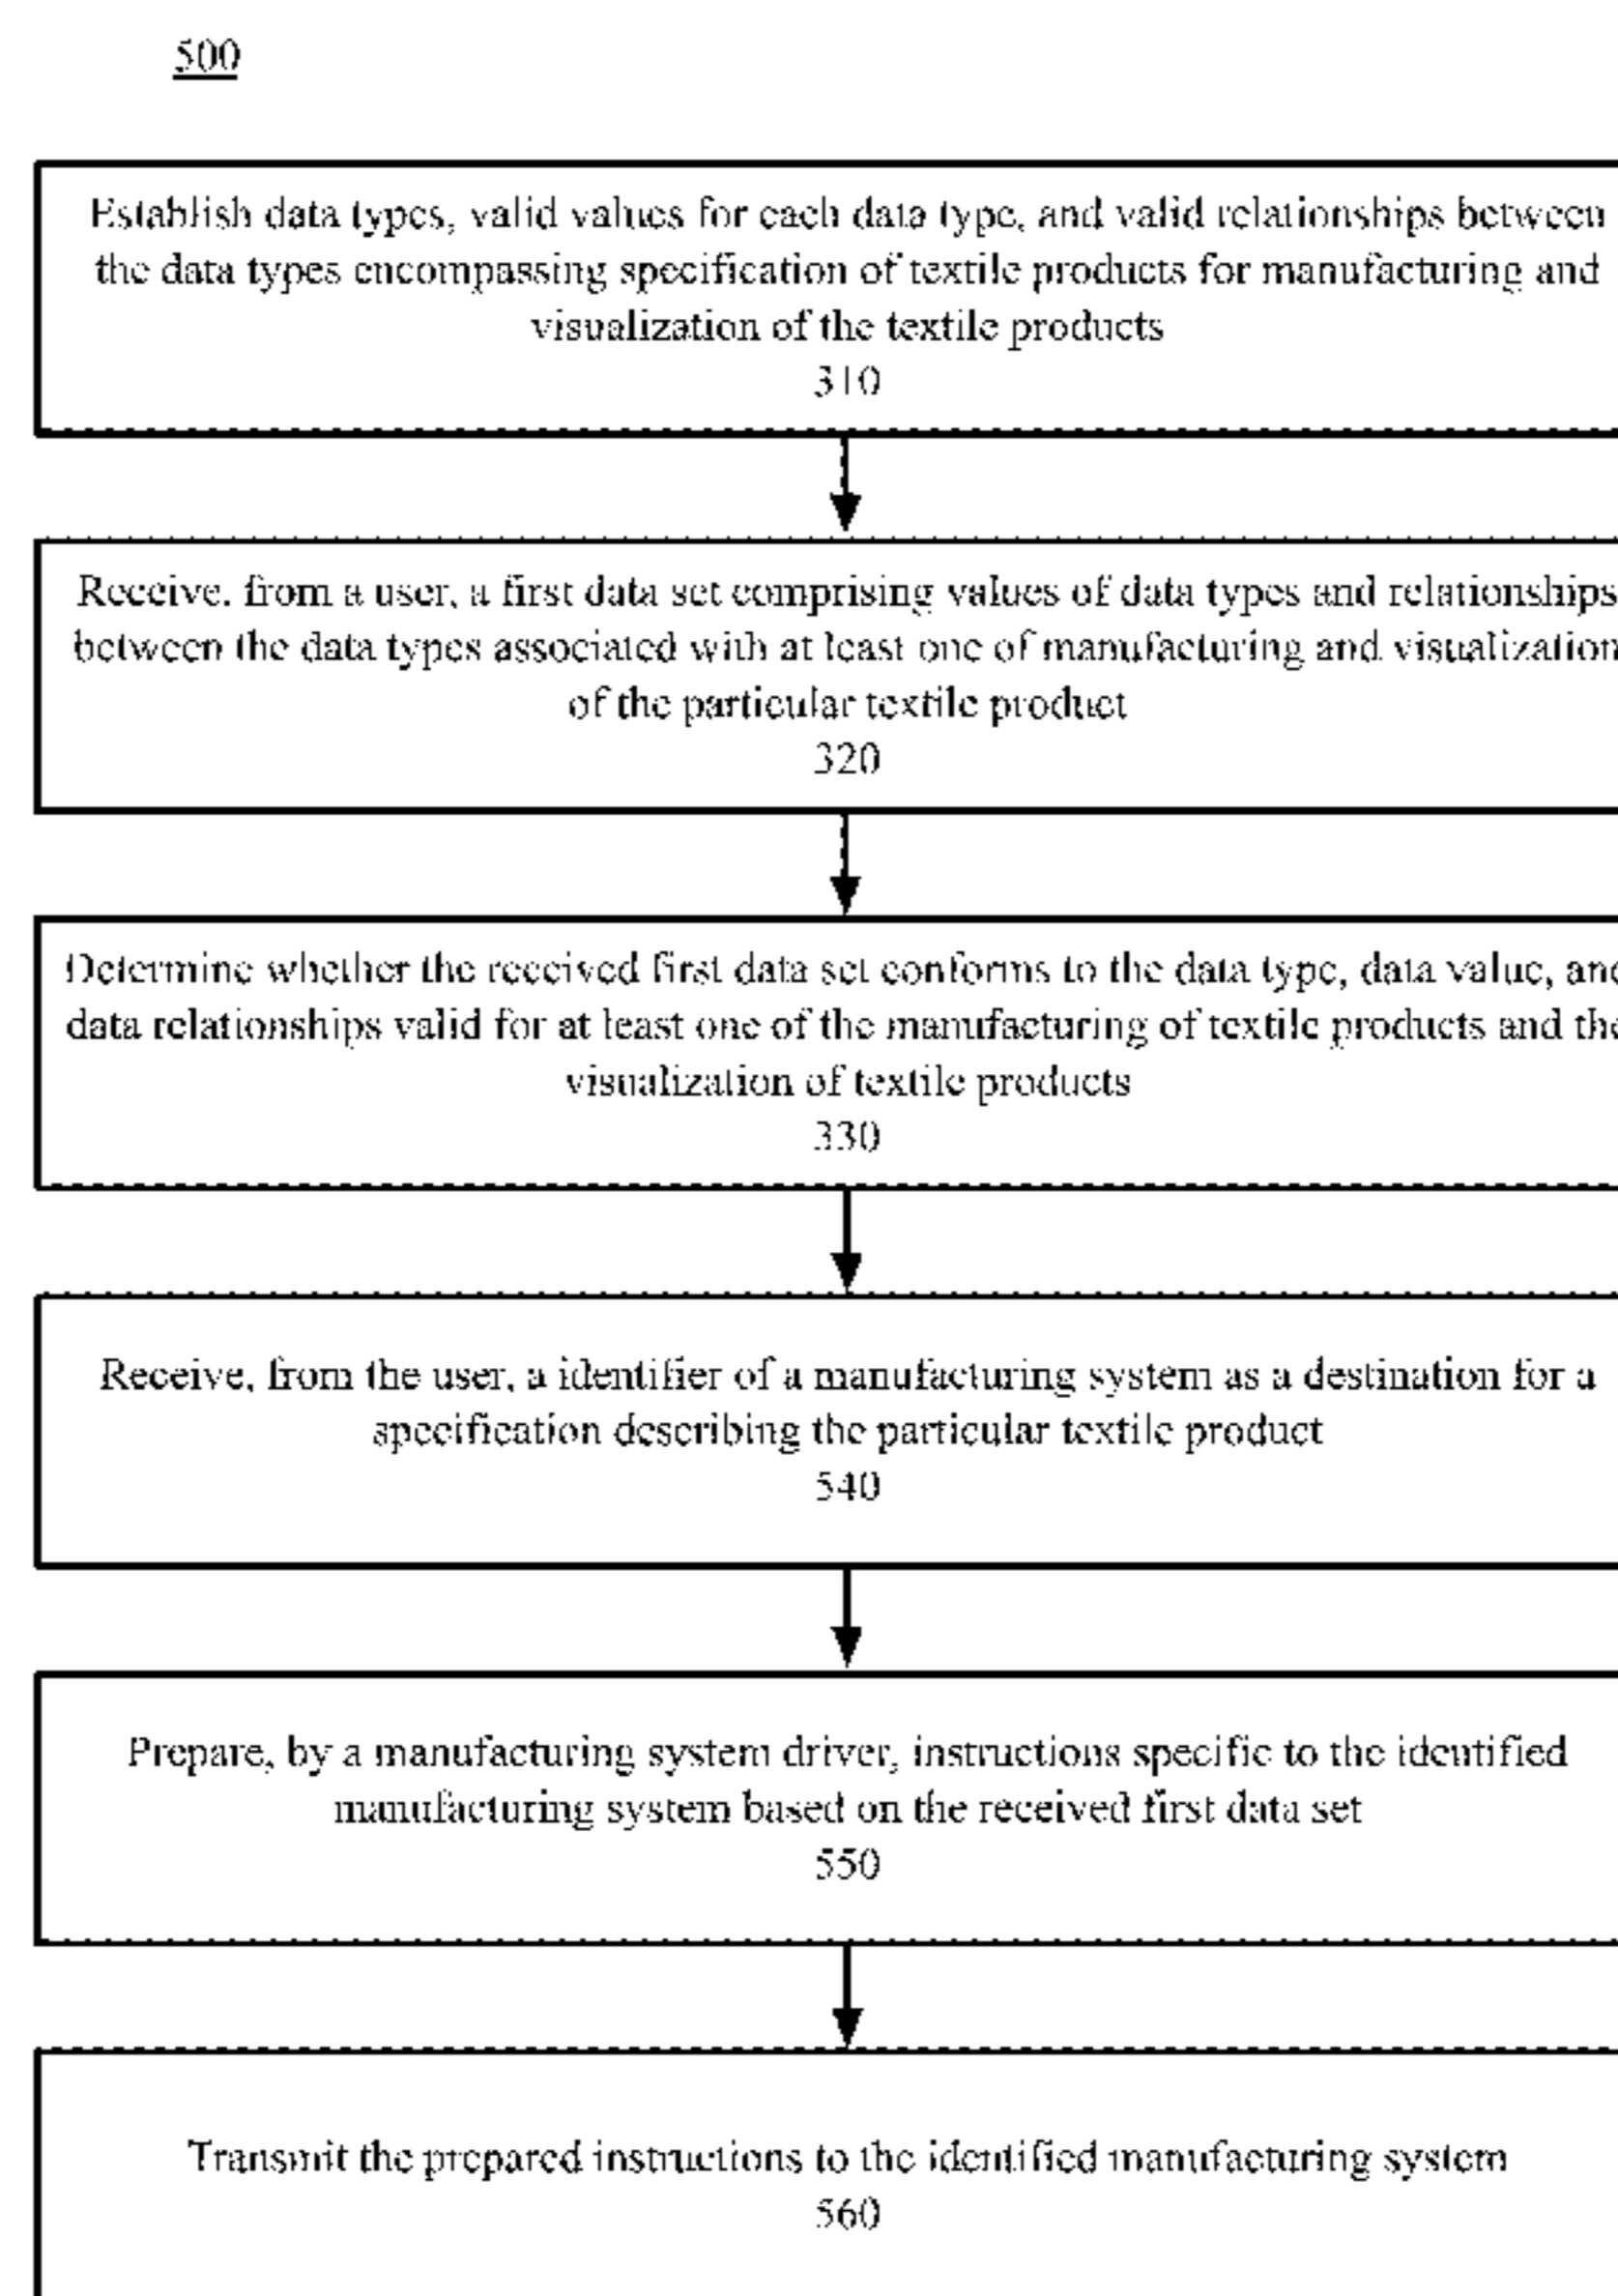 500
Establish data types, valid values for each data type, and valid relationships between
the data types encompassing specification of textile products for manufacturing and
visualization of the textile products
310
Receive, from a user, a first data set comprising values of data types and relationships
between the data types associated with at least one of manufacturing and visualization
of the particular textile product
320
Determine whether the received first data set conforms to the data type, data value, and
data relationships valid for at least one of the manufacturing of textile products and the
visualization of textile products
330
Receive, from the user, a identifier of a manufacturing system as a destination for a
specification describing the particular textile product
540
Prepare, by a manufacturing system driver, instructions specific to the identified
manufacturing system based on the received first data set
550
Transmit the prepared instructions to the identified manufacturing system
560